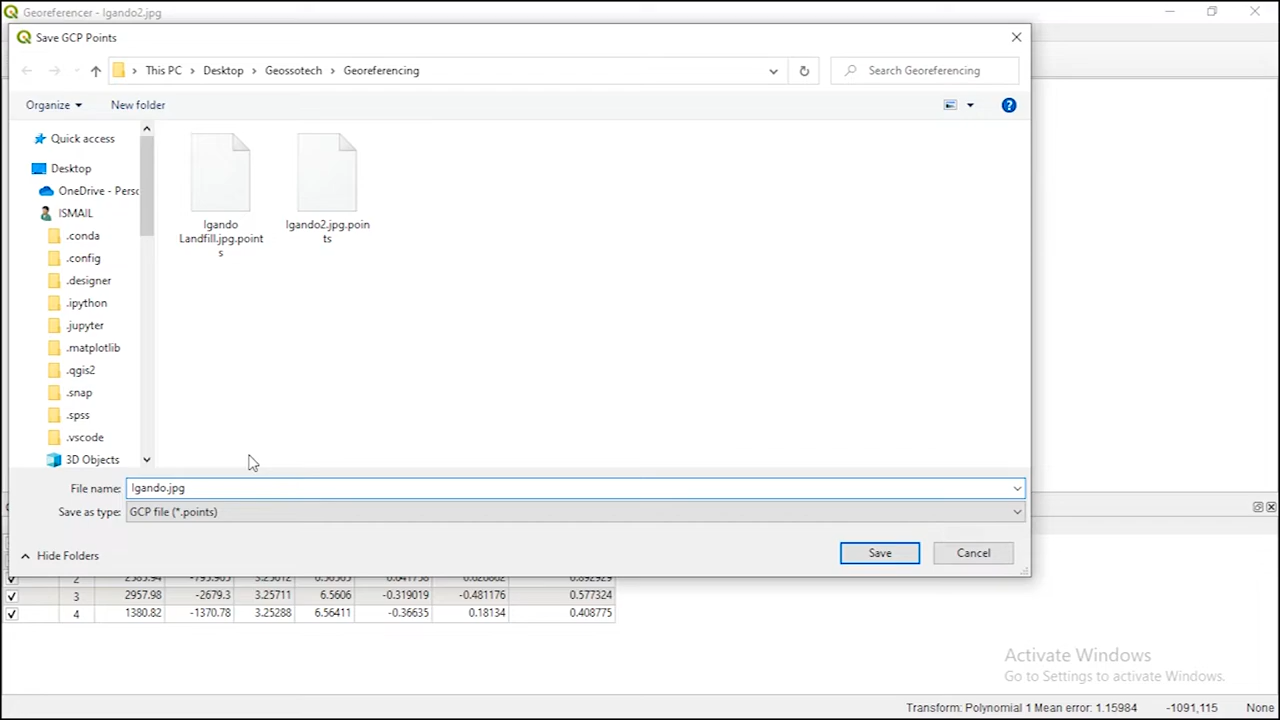 Georeferencer - Igando2.jpg
Save GCP Points
This PC > Desktop > Geossotech > Georeferencing
Search Georeferencing
Organize
New folder
Quick access
Desktop
OneDrive - Perso
ISMAIL
.conda
.config
.designer
.ipython
.jupyter
.matplotlib
.qgis2
.snap
.spss
.vscode
3D Objects
Igando
Landfill.jpg.point
s
Igando2.jpg.poin
ts
File name: Igando.jpg
Save as type: GCP file (*.points)
Hide Folders
Save
Cancel
3 2957.98 -2679.3 3.25711 6.5606 -0.319019 -0.481176 0.577324
4 1380.82 -1370.78 3.25288 6.56411 -0.36635 0.18134 0.408775
Activate Windows
Go to Settings to activate Windows.
Transform: Polynomial 1 Mean error: 1.15984 -1091,115 None